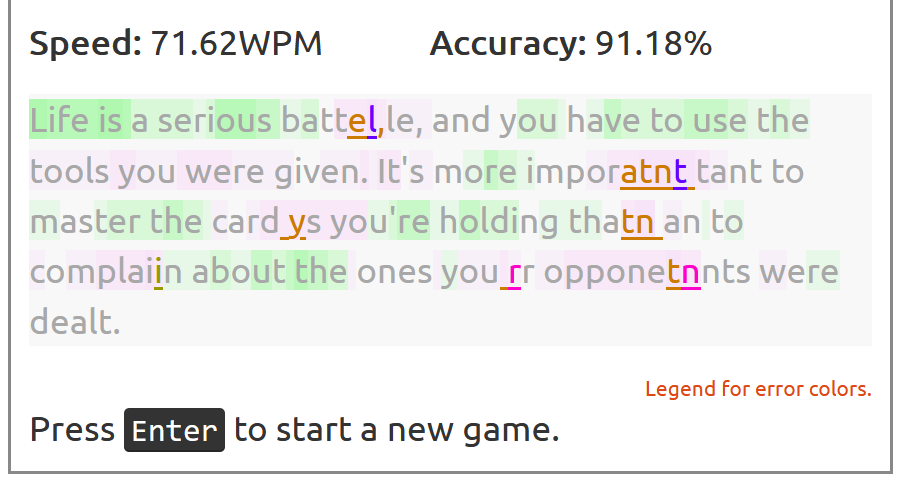 Speed: 71.62WPM Accuracy: 91.18%
Life is a serious battel,le, and you have to use the
tools you were given. It's more imporatnt tant to
master the card ys you're holding thatn an to
complaiin about the ones you rr opponetnnts were
dealt.
Legend for error colors.
Press Enter to start a new game.